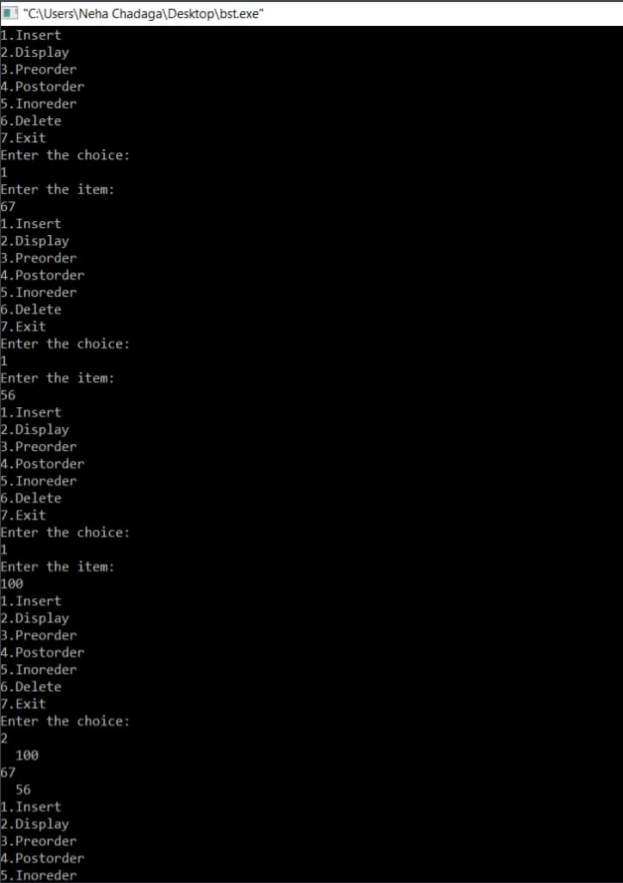 "C:\Users\Neha Chadaga\Desktop\bst.exe"
1.Insert
2.Display
3.Preorder
4.Postorder
5.Inoreder
6.Delete
7.Exit
Enter the choice:
1
Enter the item:
67
1.Insert
2.Display
3.Preorder
4.Postorder
5.Inoreder
6.Delete
7.Exit
Enter the choice:
1
Enter the item:
56
1.Insert
2.Display
3.Preorder
4.Postorder
5.Inoreder
6.Delete
7.Exit
Enter the choice:
1
Enter the item:
100
1.Insert
2.Display
3.Preorder
4.Postorder
5.Inoreder
6.Delete
7.Exit
Enter the choice:
2
  100
67
  56
1.Insert
2.Display
3.Preorder
4.Postorder
5.Inoreder